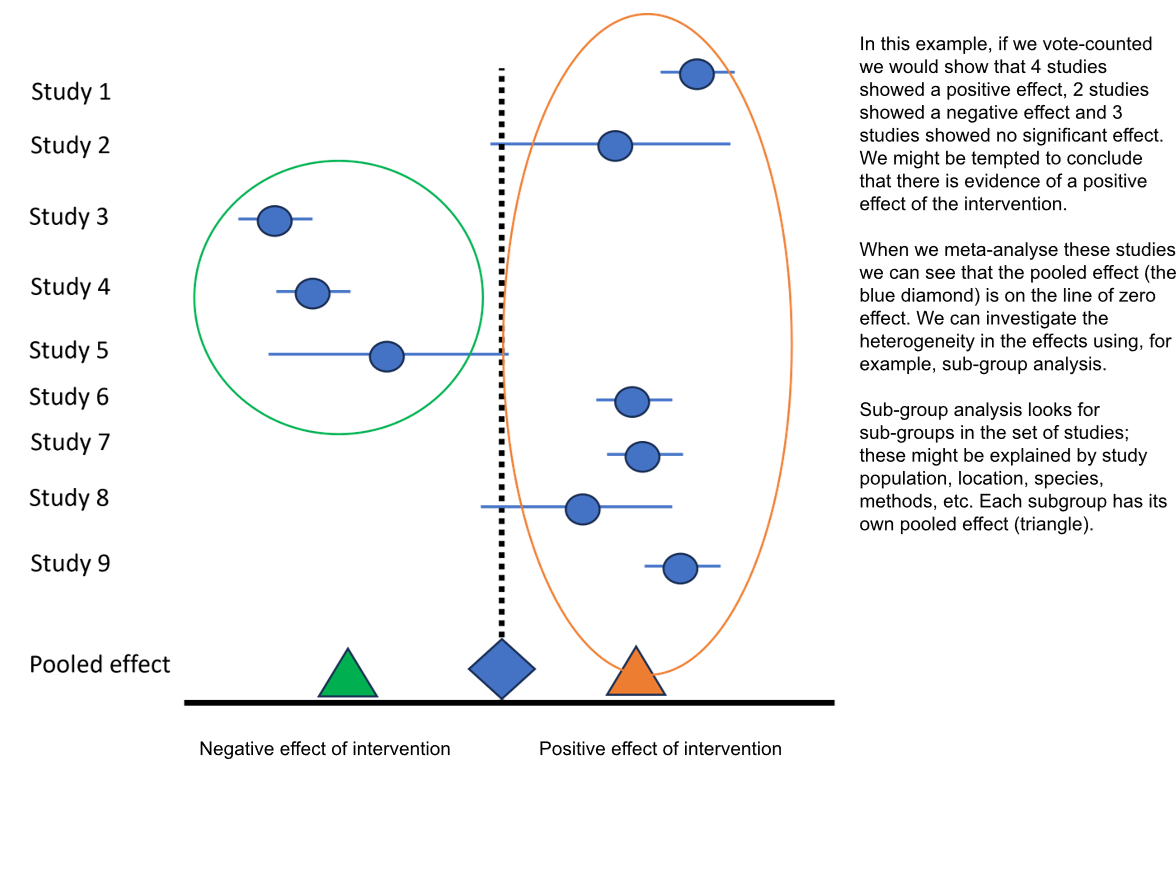 Study 1
Study 2
Study 3
Study 4
Study 5
Study 6
Study 7
Study 8
Study 9
Pooled effect
Negative effect of intervention
Positive effect of intervention
In this example, if we vote-counted
we would show that 4 studies
showed a positive effect, 2 studies
showed a negative effect and 3
studies showed no significant effect.
We might be tempted to conclude
that there is evidence of a positive
effect of the intervention.
When we meta-analyse these studies
we can see that the pooled effect (the
blue diamond) is on the line of zero
effect. We can investigate the
heterogeneity in the effects using, for
example, sub-group analysis.
Sub-group analysis looks for
sub-groups in the set of studies;
these might be explained by study
population, location, species,
methods, etc. Each subgroup has its
own pooled effect (triangle).